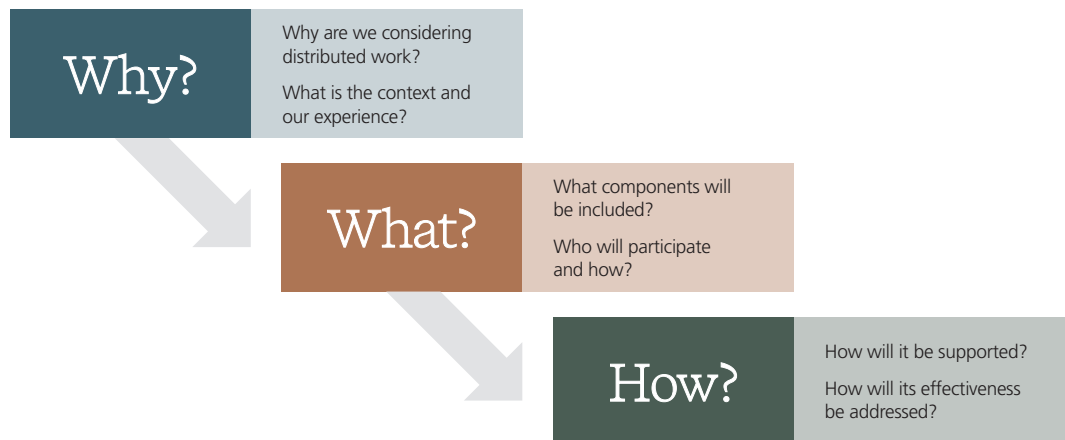 Why?
Why are we considering
distributed work?
What is the context and
our experience?
What?
What components will
be included?
Who will participate
and how?
How?
How will it be supported?
How will its effectiveness
be addressed?